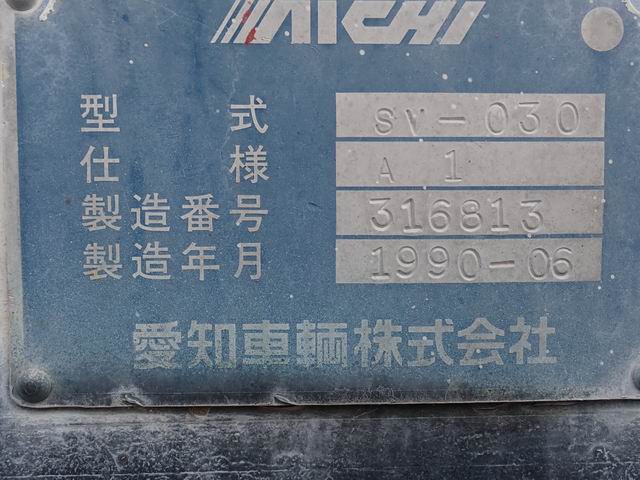 AICHI
型式 SV-030
仕様 A 1
製造番号 316813
製造年月 1990-06
愛知車輌株式会社